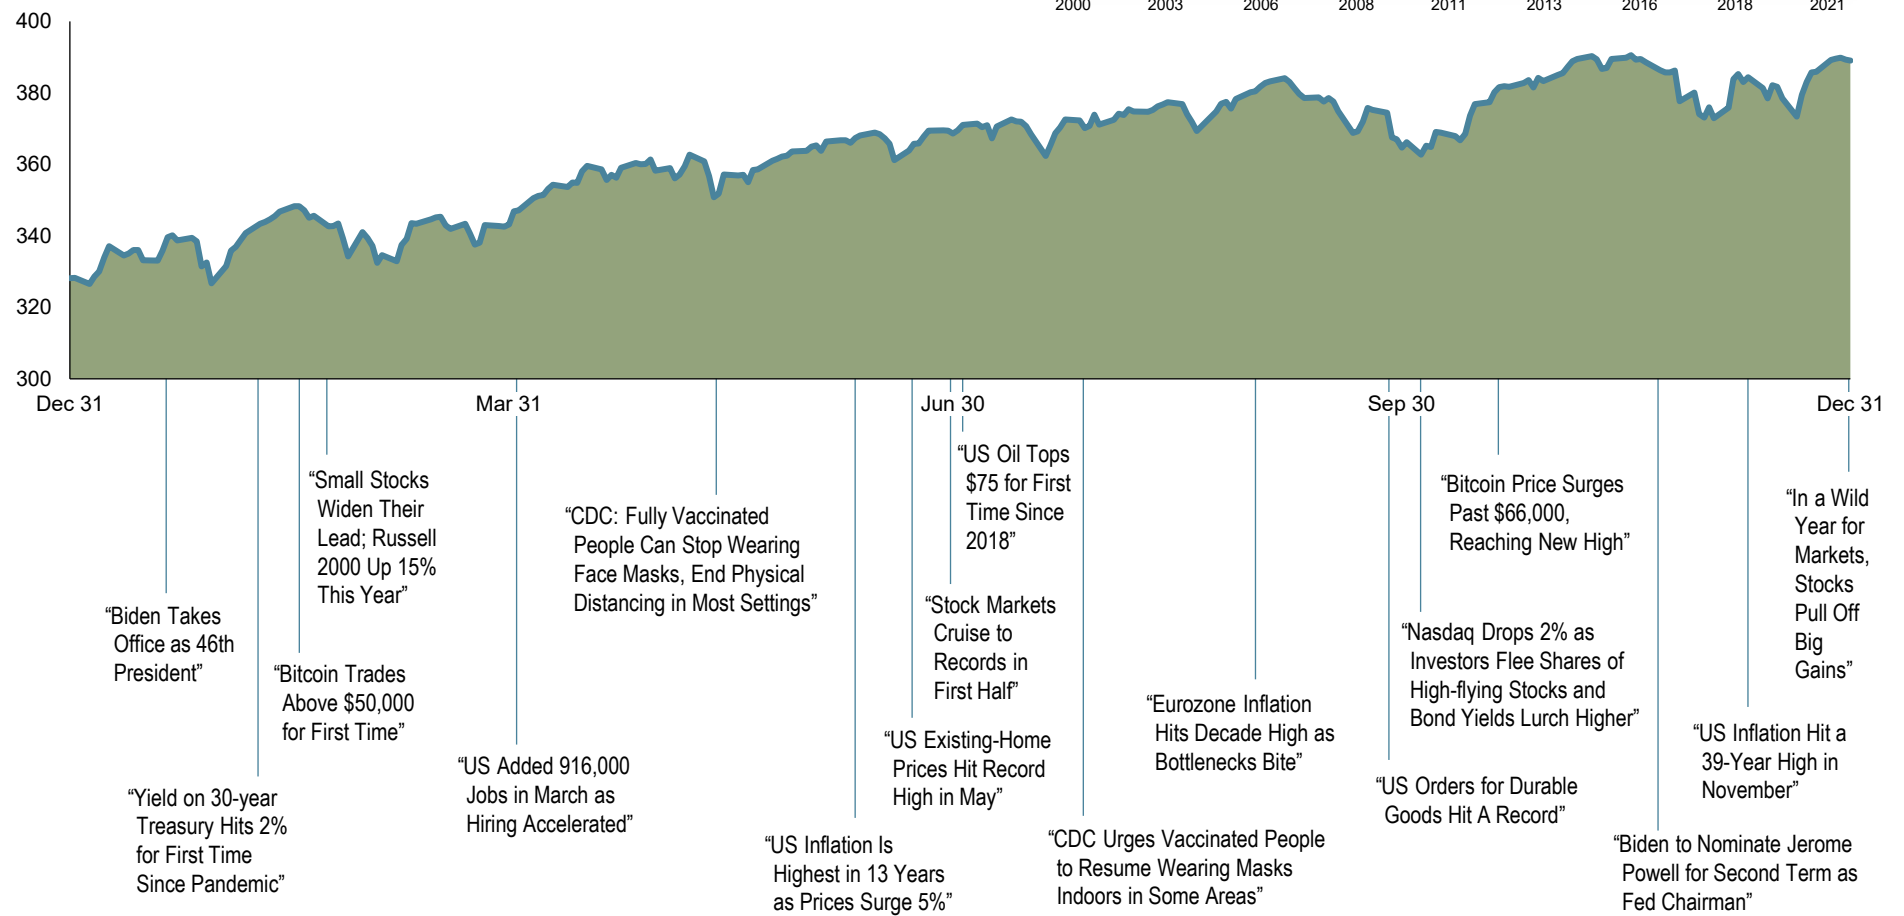 2000 2003 2006 2008 2011 2013 2016 2018 2021
400
380
360
340
320
300
Dec 31 Mar 31 Jun 30 Sep 30 Dec 31
“Biden Takes
Office as 46th
President”
“Yield on 30-year
Treasury Hits 2%
for First Time
Since Pandemic”
“Bitcoin Trades
Above $50,000
for First Time”
“Small Stocks
Widen Their
Lead; Russell
2000 Up 15%
This Year”
“US Added 916,000
Jobs in March as
Hiring Accelerated”
“CDC: Fully Vaccinated
People Can Stop Wearing
Face Masks, End Physical
Distancing in Most Settings”
“US Inflation Is
Highest in 13 Years
as Prices Surge 5%”
“US Existing-Home
Prices Hit Record
High in May”
“Stock Markets
Cruise to
Records in
First Half”
“US Oil Tops
$75 for First
Time Since
2018”
“CDC Urges Vaccinated People
to Resume Wearing Masks
Indoors in Some Areas”
“Eurozone Inflation
Hits Decade High as
Bottlenecks Bite”
“US Orders for Durable
Goods Hit A Record”
“Nasdaq Drops 2% as
Investors Flee Shares of
High-flying Stocks and
Bond Yields Lurch Higher”
“Bitcoin Price Surges
Past $66,000,
Reaching New High”
“Biden to Nominate Jerome
Powell for Second Term as
Fed Chairman”
“US Inflation Hit a
39-Year High in
November”
“In a Wild
Year for
Markets,
Stocks
Pull Off
Big
Gains”